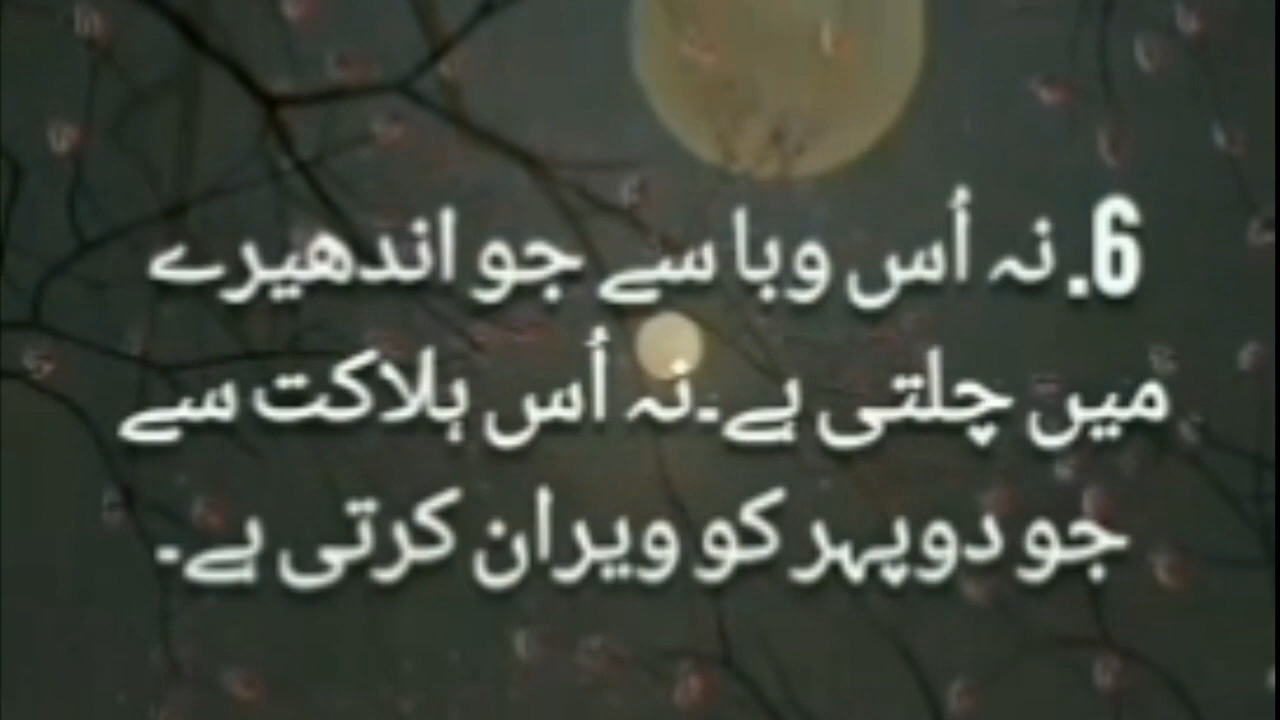 6. نہ اُس وبا سے جو اندھیرے
میں چلتی ہے۔نہ اُس ہلاکت سے
جو دوپہر کو ویران کرتی ہے۔